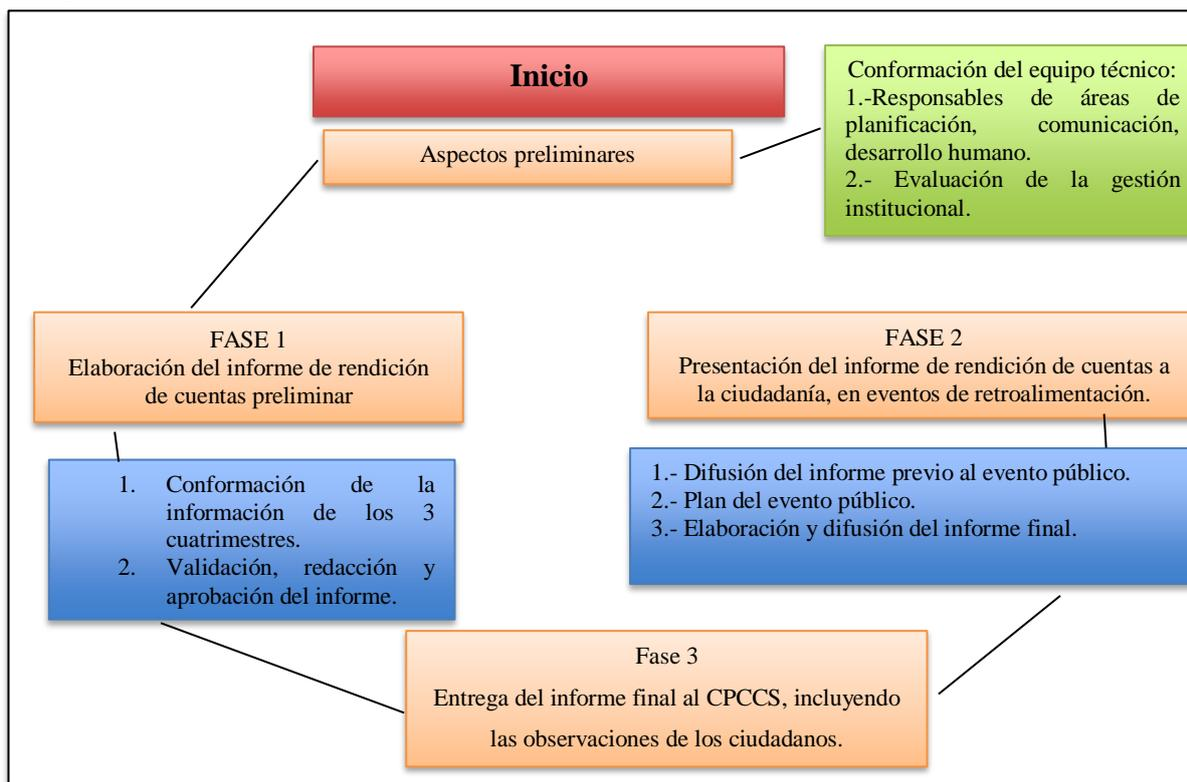 Inicio
Aspectos preliminares
Conformación del equipo técnico:
1.-Responsables de áreas de
planificación, comunicación,
desarrollo humano.
2.- Evaluación de la gestión
institucional.
FASE 1
Elaboración del informe de rendición
de cuentas preliminar
1. Conformación de la
información de los 3
cuatrimestres.
2. Validación, redacción y
aprobación del informe.
FASE 2
Presentación del informe de rendición de cuentas a
la ciudadanía, en eventos de retroalimentación.
1.- Difusión del informe previo al evento público.
2.- Plan del evento público.
3.- Elaboración y difusión del informe final.
Fase 3
Entrega del informe final al CPCCS, incluyendo
las observaciones de los ciudadanos.